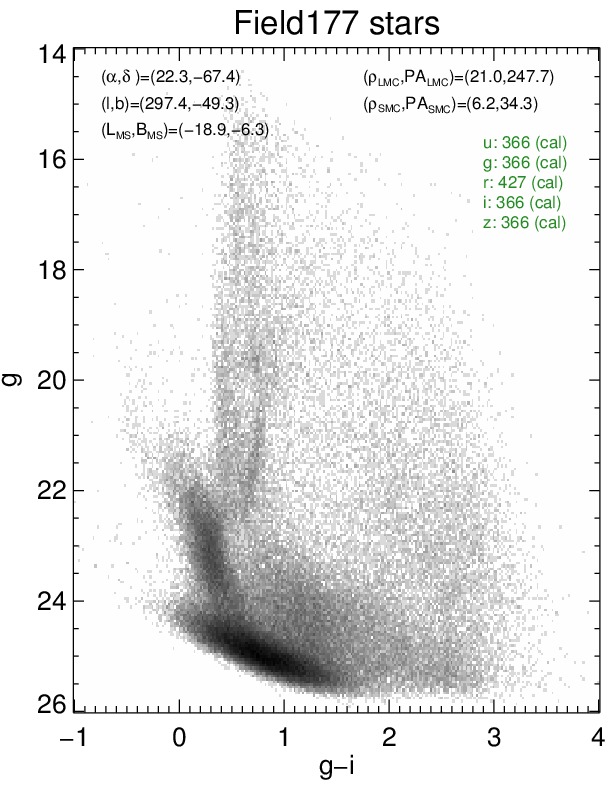 Field177 stars
14
(α,δ )=(22.3,−67.4) (ρLMC,PALMC)=(21.0,247.7)
(l,b)=(297.4,−49.3) (ρSMC,PASMC)=(6.2,34.3)
(LMS,BMS)=(−18.9,−6.3)
u: 366 (cal)
16
g: 366 (cal)
r: 427 (cal)
i: 366 (cal)
z: 366 (cal)
18
g
20
22
24
26
−1 0 1 2 3 4
g−i